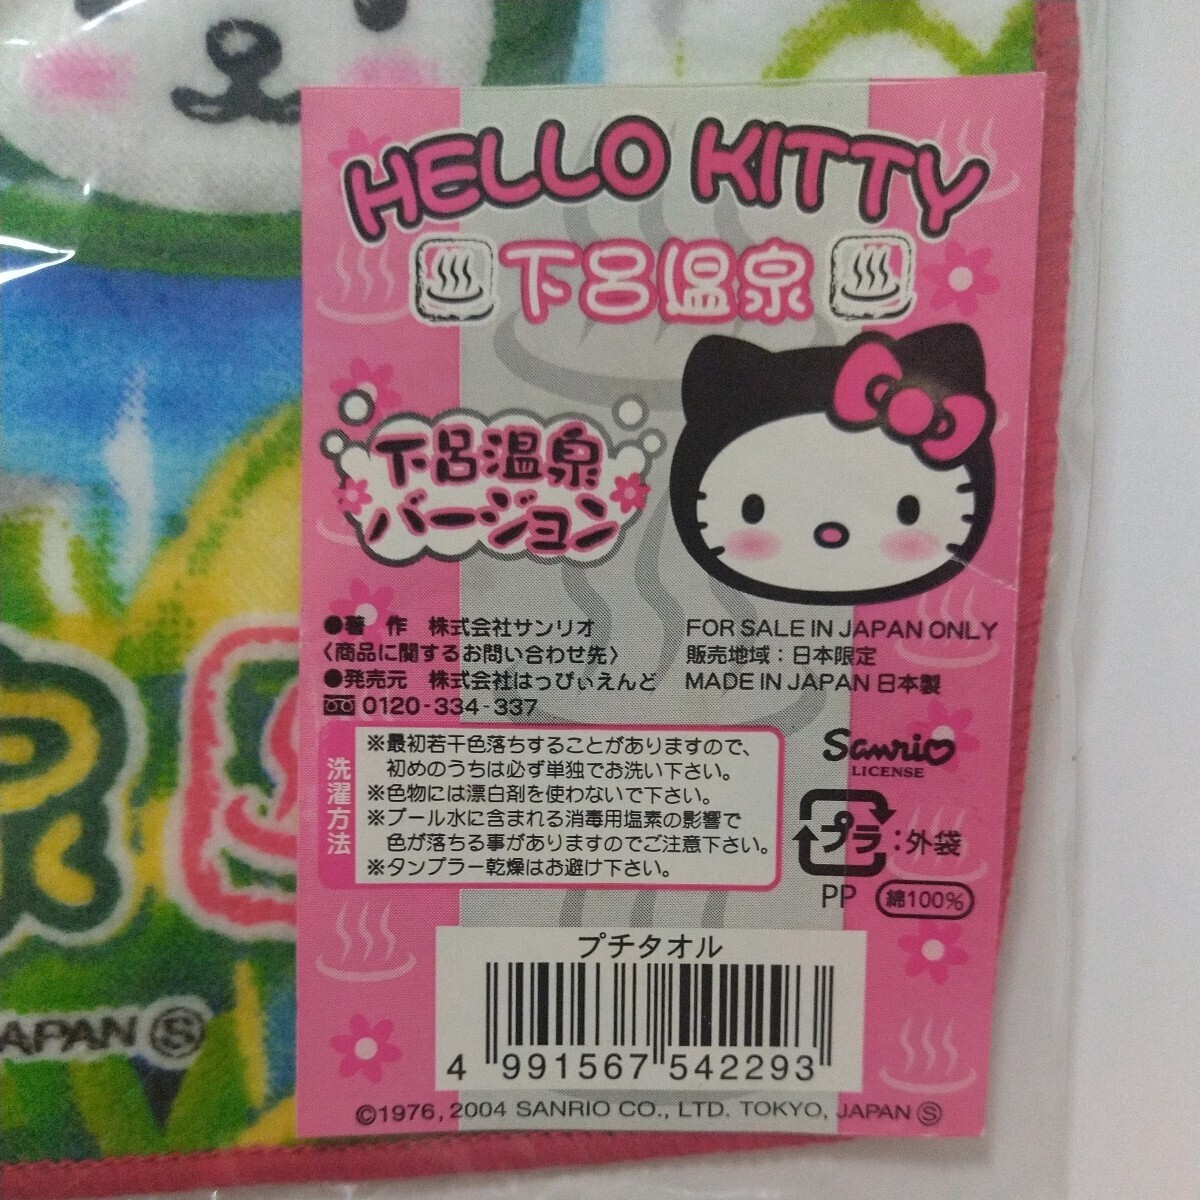 HELLO KITTY
下呂温泉
下呂温泉
バージョン
●著 作 株式会社サンリオ
〈商品に関するお問い合わせ先〉
●発売元 株式会社はっぴぃえんど
0120-334-337
FOR SALE IN JAPAN ONLY
販売地域：日本限定
MADE IN JAPAN 日本製
洗濯方法
※最初若干色落ちすることがありますので、
初めのうちは必ず単独でお洗い下さい。
※色物には漂白剤を使わないで下さい。
※プール水に含まれる消毒用塩素の影響で
色が落ちる事がありますのでご注意下さい。
※タンブラー乾燥はお避け下さい。
Sanrio
LICENSE
プラ：外袋
PP 綿100%
プチタオル
4 991567 542293
©1976, 2004 SANRIO CO., LTD. TOKYO, JAPAN Ⓢ
泉
APAN Ⓢ